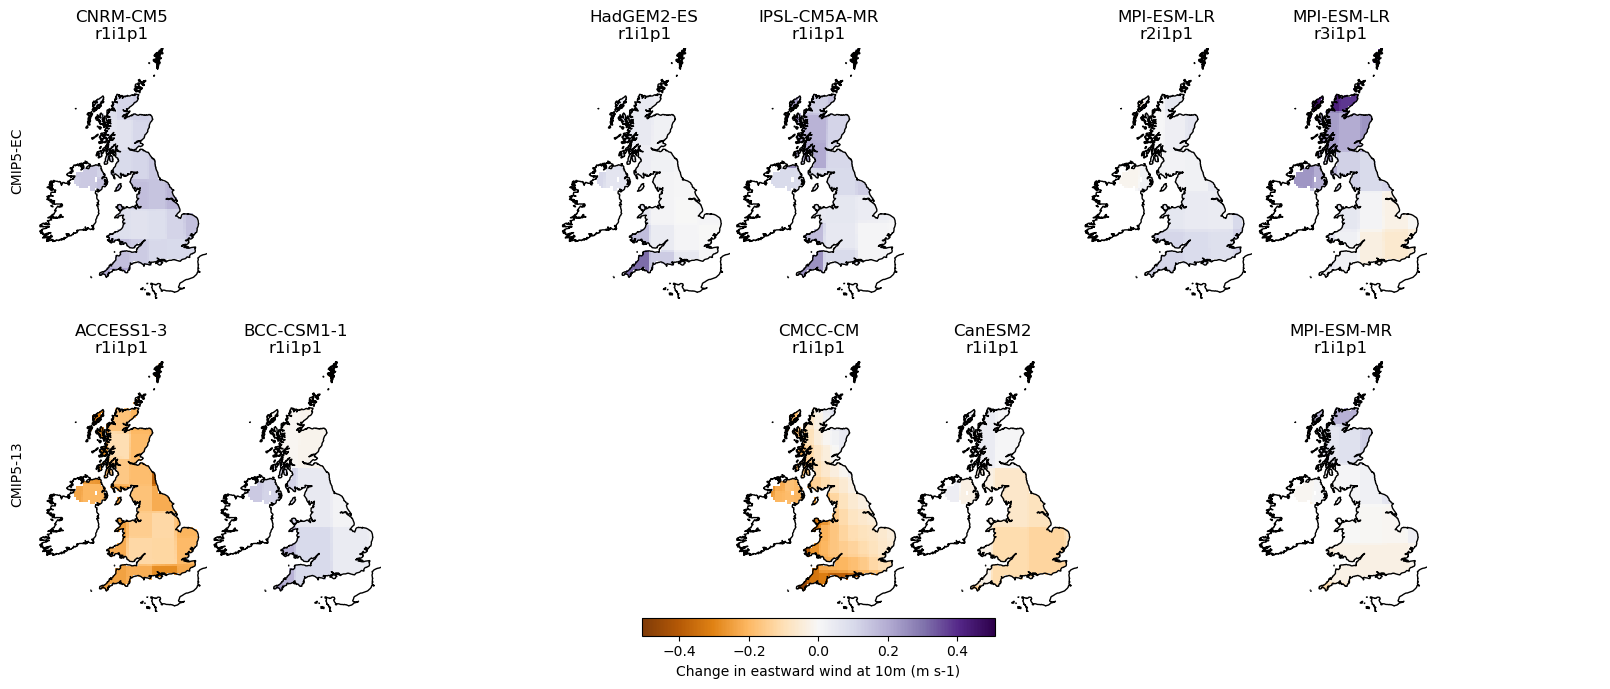 CNRM-CM5
r1i1p1
HadGEM2-ES
r1i1p1
IPSL-CM5A-MR
r1i1p1
MPI-ESM-LR
r2i1p1
MPI-ESM-LR
r3i1p1
CMIP5-EC
ACCESS1-3
r1i1p1
BCC-CSM1-1
r1i1p1
CMCC-CM
r1i1p1
CanESM2
r1i1p1
MPI-ESM-MR
r1i1p1
CMIP5-13
−0.4 −0.2 0.0 0.2 0.4
Change in eastward wind at 10m (m s-1)